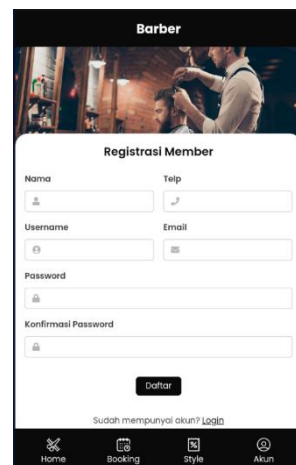 Barber
Registrasi Member
Nama Telp
Username Email
Password
Konfirmasi Password
Daftar
Sudah mempunyai akun? Login
Home Booking Style Akun